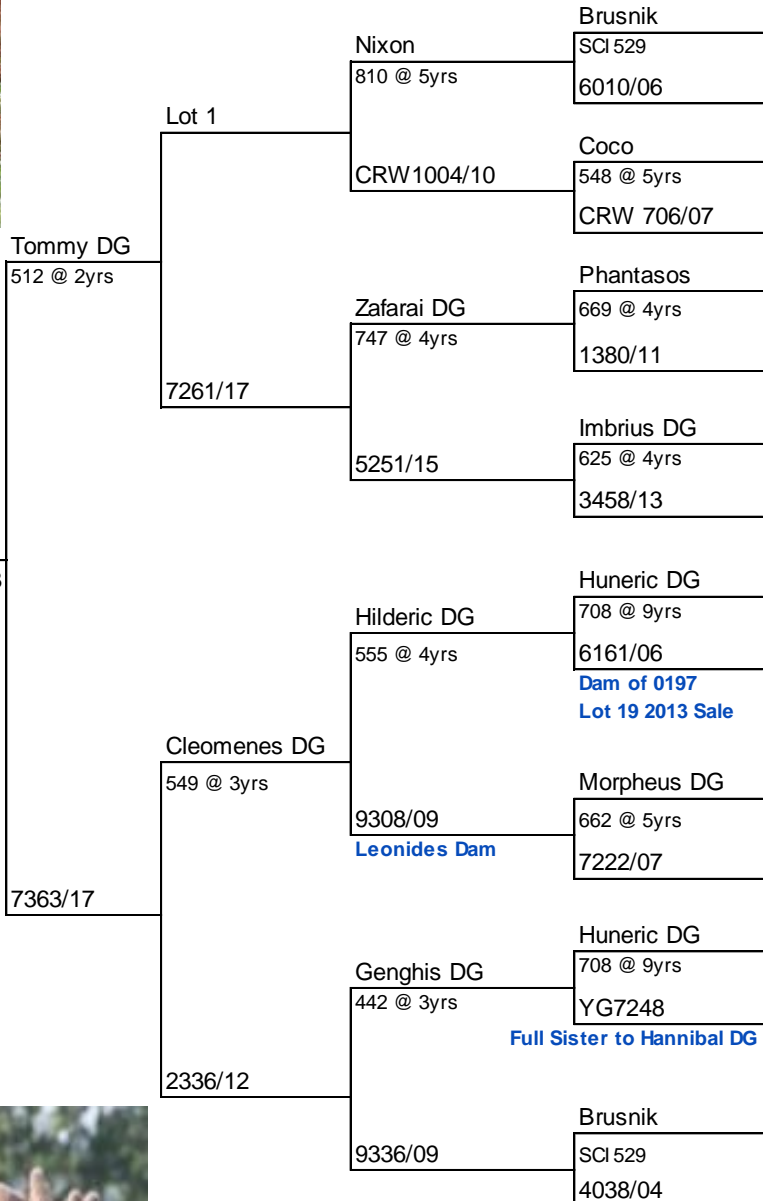 Brusnik
SCI 529
6010/06
Nixon
810 @ 5yrs
CRW1004/10
Coco
548 @ 5yrs
CRW 706/07
Lot 1
Tommy DG
512 @ 2yrs
7261/17
Phantasos
669 @ 4yrs
1380/11
Zafarai DG
747 @ 4yrs
5251/15
Imbrius DG
625 @ 4yrs
3458/13
Huneric DG
708 @ 9yrs
6161/06
Dam of 0197
Lot 19 2013 Sale
Hilderic DG
555 @ 4yrs
9308/09
Leonides Dam
Morpheus DG
662 @ 5yrs
7222/07
Cleomenes DG
549 @ 3yrs
7363/17
2336/12
Huneric DG
708 @ 9yrs
YG7248
Full Sister to Hannibal DG
Genghis DG
442 @ 3yrs
9336/09
Brusnik
SCI 529
4038/04